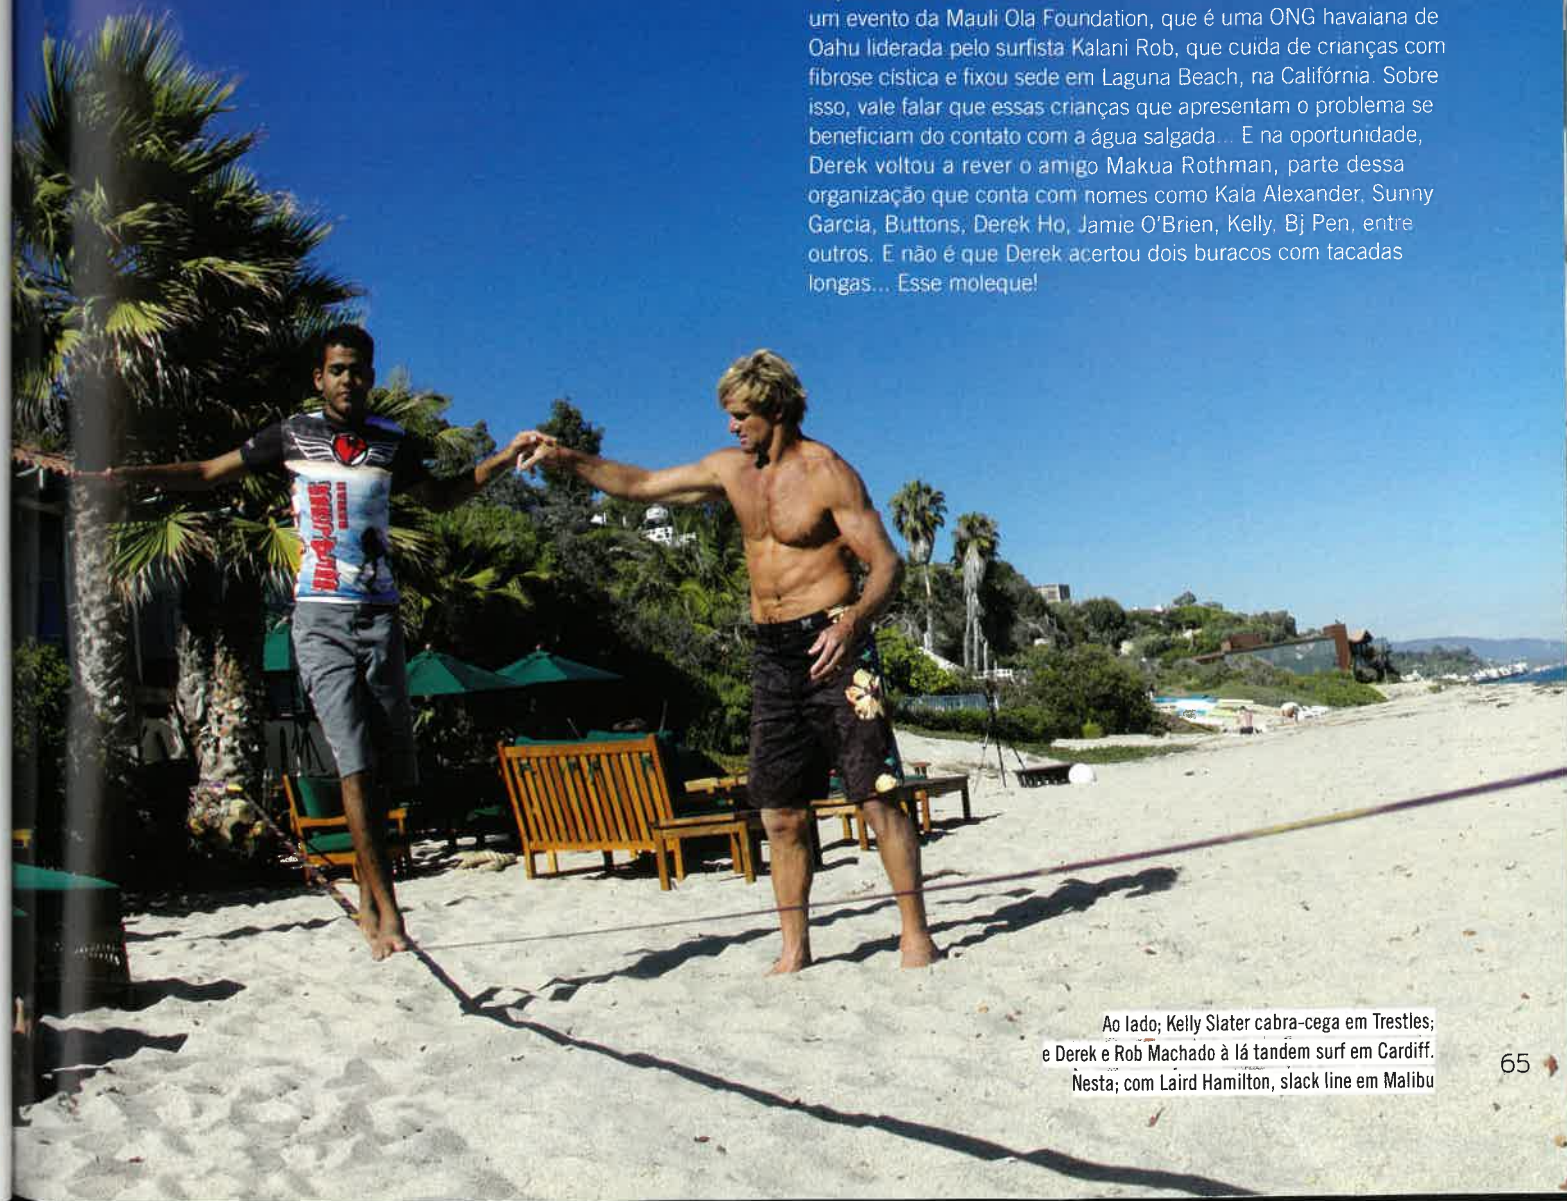 um evento da Mauli Ola Foundation, que é uma ONG havaiana de
Oahu liderada pelo surfista Kalani Rob, que cuida de crianças com
fibrose cística e fixou sede em Laguna Beach, na Califórnia. Sobre
isso, vale falar que essas crianças que apresentam o problema se
beneficiam do contato com a água salgada... E na oportunidade,
Derek voltou a rever o amigo Makua Rothman, parte dessa
organização que conta com nomes como Kala Alexander, Sunny
Garcia, Buttons, Derek Ho, Jamie O'Brien, Kelly, Bj Pen, entre
outros. E não é que Derek acertou dois buracos com tacadas
longas... Esse moleque!
HAWAII
Ao lado; Kelly Slater cabra-cega em Trestles;
e Derek e Rob Machado à lá tandem surf em Cardiff.
Nesta; com Laird Hamilton, slack line em Malibu
65